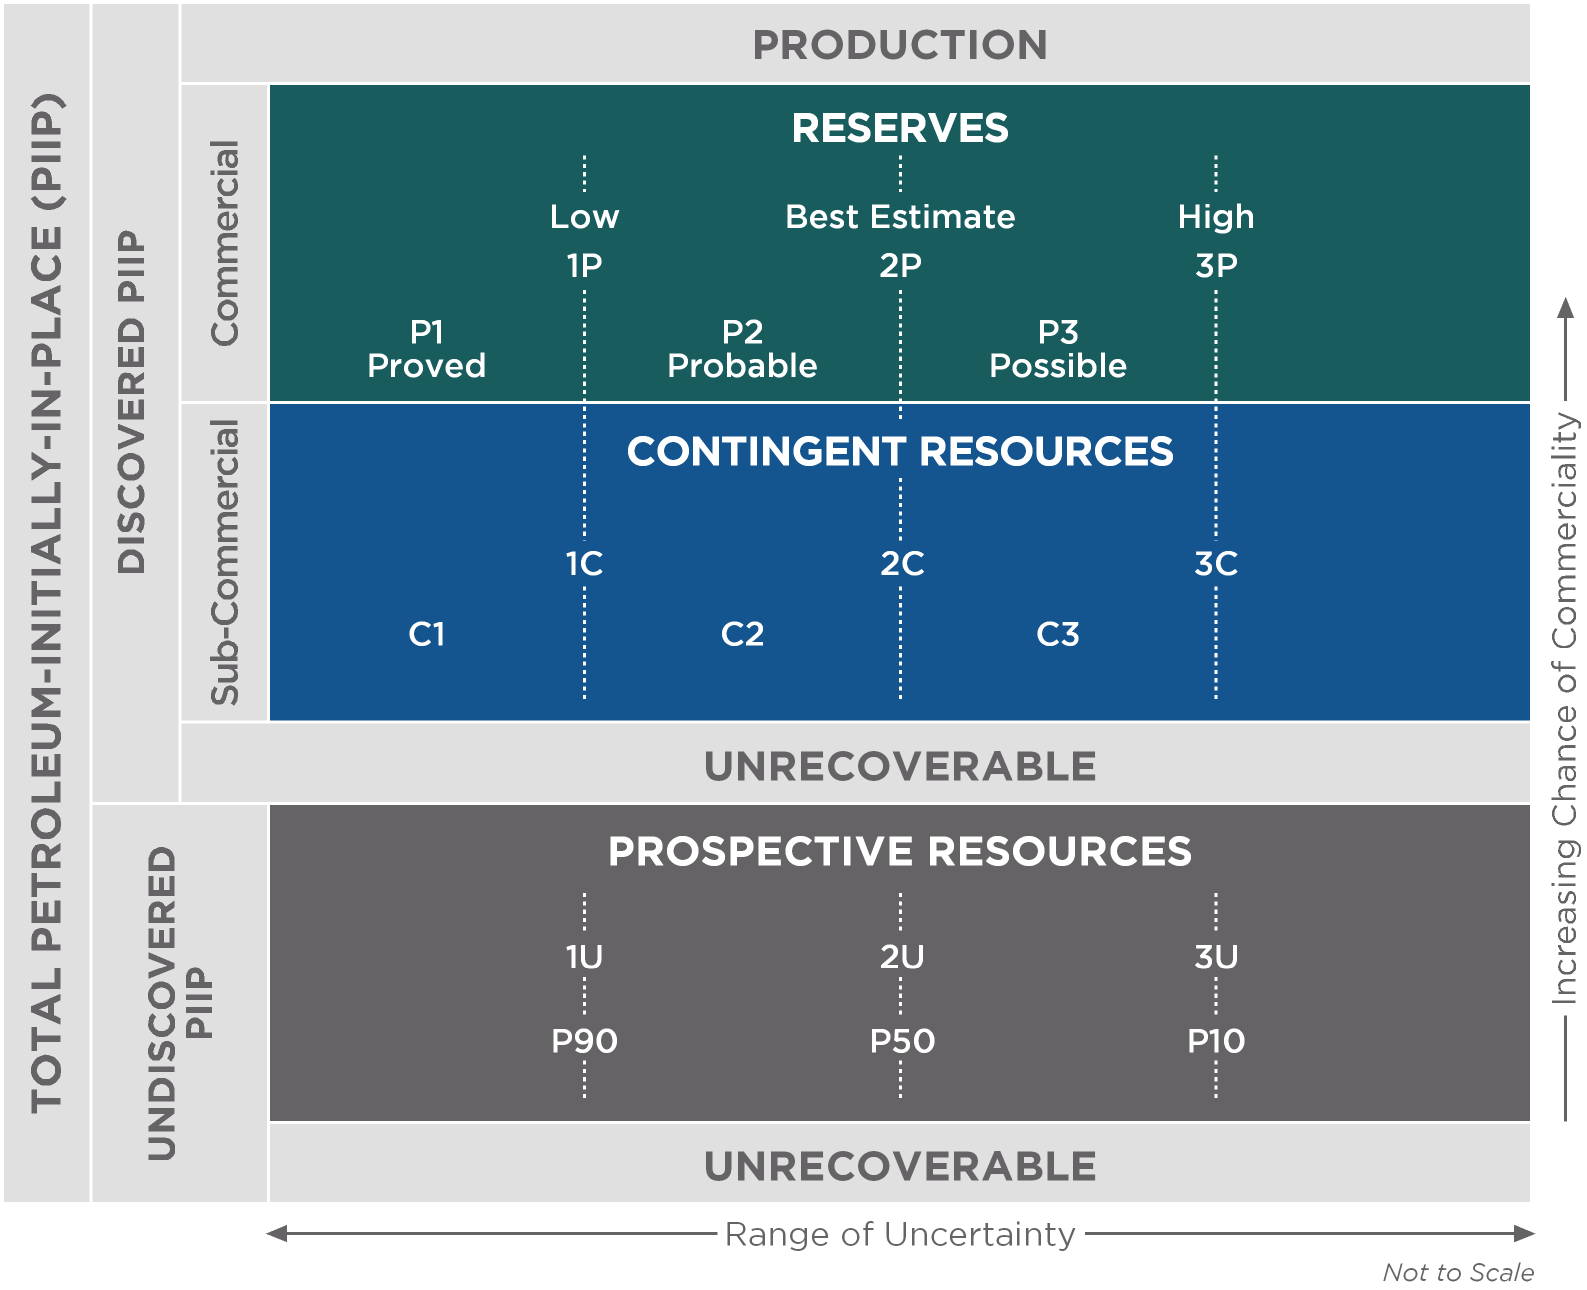 TOTAL PETROLEUM-INITIALLY-IN-PLACE (PIIP)
DISCOVERED PIIP
PRODUCTION
Commercial
RESERVES
Low
Best Estimate
High
1P
2P
3P
P1
Proved
P2
Probable
P3
Possible
Sub-Commercial
CONTINGENT RESOURCES
1C
2C
3C
C1
C2
C3
UNRECOVERABLE
UNDISCOVERED
PIIP
PROSPECTIVE RESOURCES
1U
2U
3U
P90
P50
P10
UNRECOVERABLE
Increasing Chance of Commerciality
Range of Uncertainty
Not to Scale